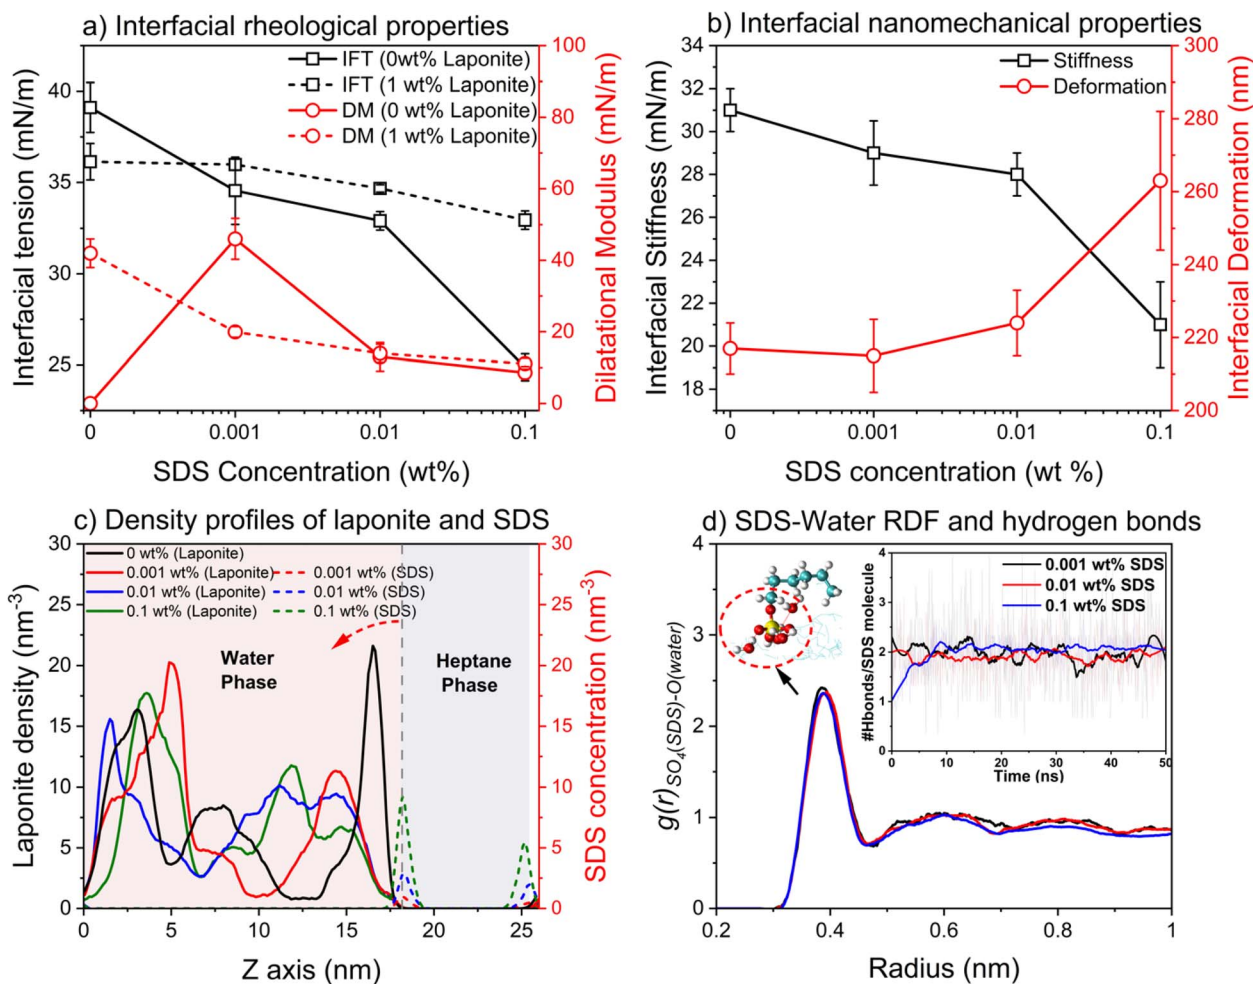 a) Interfacial rheological properties
IFT (0wt% Laponite)
IFT (1 wt% Laponite)
DM (0 wt% Laponite)
DM (1 wt% Laponite)
Interfacial tension (mN/m)
40
35
30
25
Dilatational Modulus (mN/m)
100
80
60
40
20
0
0 0.001 0.01 0.1
SDS Concentration (wt%)
b) Interfacial nanomechanical properties
Stiffness
Deformation
Interfacial Stiffness (mN/m)
34
32
30
28
26
24
22
20
18
Interfacial Deformation (nm)
300
280
260
240
220
200
0 0.001 0.01 0.1
SDS concentration (wt %)
c) Density profiles of laponite and SDS
0 wt% (Laponite)
0.001 wt% (Laponite) 0.001 wt% (SDS)
0.01 wt% (Laponite) 0.01 wt% (SDS)
0.1 wt% (Laponite) 0.1 wt% (SDS)
Water
Phase
Heptane
Phase
Laponite density (nm⁻³)
30
25
20
15
10
5
0
SDS concentration (nm⁻³)
30
25
20
15
10
5
0
0 5 10 15 20 25
Z axis (nm)
d) SDS-Water RDF and hydrogen bonds
g(r)SO₄(SDS)-O(water)
4
3
2
1
0
0.2 0.4 0.6 0.8 1
Radius (nm)
0.001 wt% SDS
0.01 wt% SDS
0.1 wt% SDS
#Hbonds/SDS molecule
4
3
2
1
0
0 10 20 30 40 50
Time (ns)